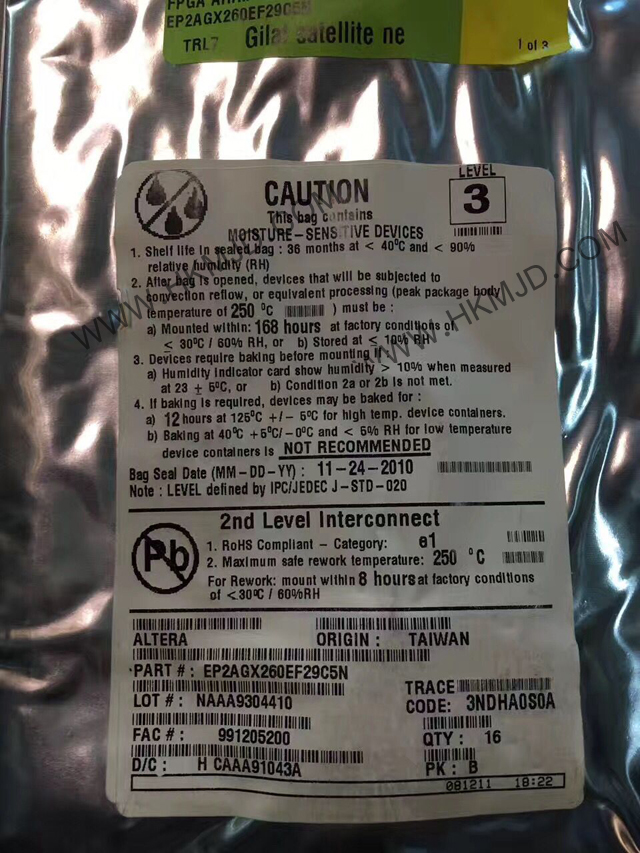 EP2AGX260EF29C5N
TRL7 Gilat satellite ne 1 of 3
LEVEL
3
CAUTION
This bag contains
MOISTURE-SENSITIVE DEVICES
1. Shelf life in sealed bag : 36 months at < 40°C and < 90%
relative humidity (RH)
2. After bag is opened, devices that will be subjected to
convection reflow, or equivalent processing (peak package body
temperature of 250 °C ) must be :
a) Mounted within: 168 hours at factory conditions of
≤ 30°C / 60% RH, or b) Stored at ≤ 10% RH
3. Devices require baking before mounting if:
a) Humidity Indicator card show humidity > 10% when measured
at 23 ± 5°C, or b) Condition 2a or 2b is not met.
4. If baking is required, devices may be baked for :
a) 12 hours at 125°C +/- 5°C for high temp. device containers.
b) Baking at 40°C +5°C/-0°C and < 5% RH for low temperature
device containers is NOT RECOMMENDED
Bag Seal Date (MM-DD-YY) : 11-24-2010
Note : LEVEL defined by IPC/JEDEC J-STD-020
Pb
2nd Level Interconnect
1. RoHS Compliant - Category: e1
2. Maximum safe rework temperature: 250 °C
For Rework: mount within 8 hours at factory conditions
of <30°C / 60%RH
ALTERA ORIGIN : TAIWAN
PART # : EP2AGX260EF29C5N
TRACE
LOT # : NAAA9304410 CODE: 3NDHA0S0A
FAC # : 991205200 QTY : 16
D/C : H CAAA91043A PK : B
081211 18:22
WWW.HKMJD.COM
WWW.HKMJD.COM